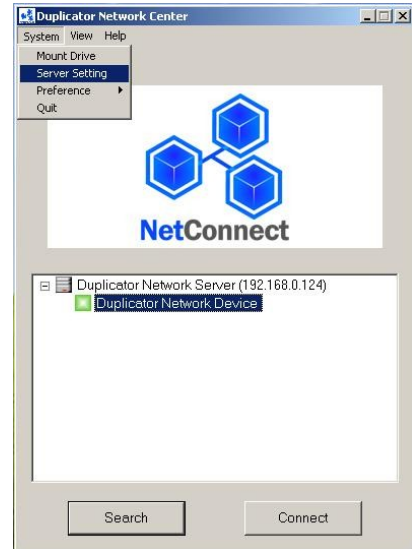 Duplicator Network Center
System View Help
Mount Drive
Server Setting
Preference
Quit
NetConnect
Duplicator Network Server (192.168.0.124)
Duplicator Network Device
Search Connect